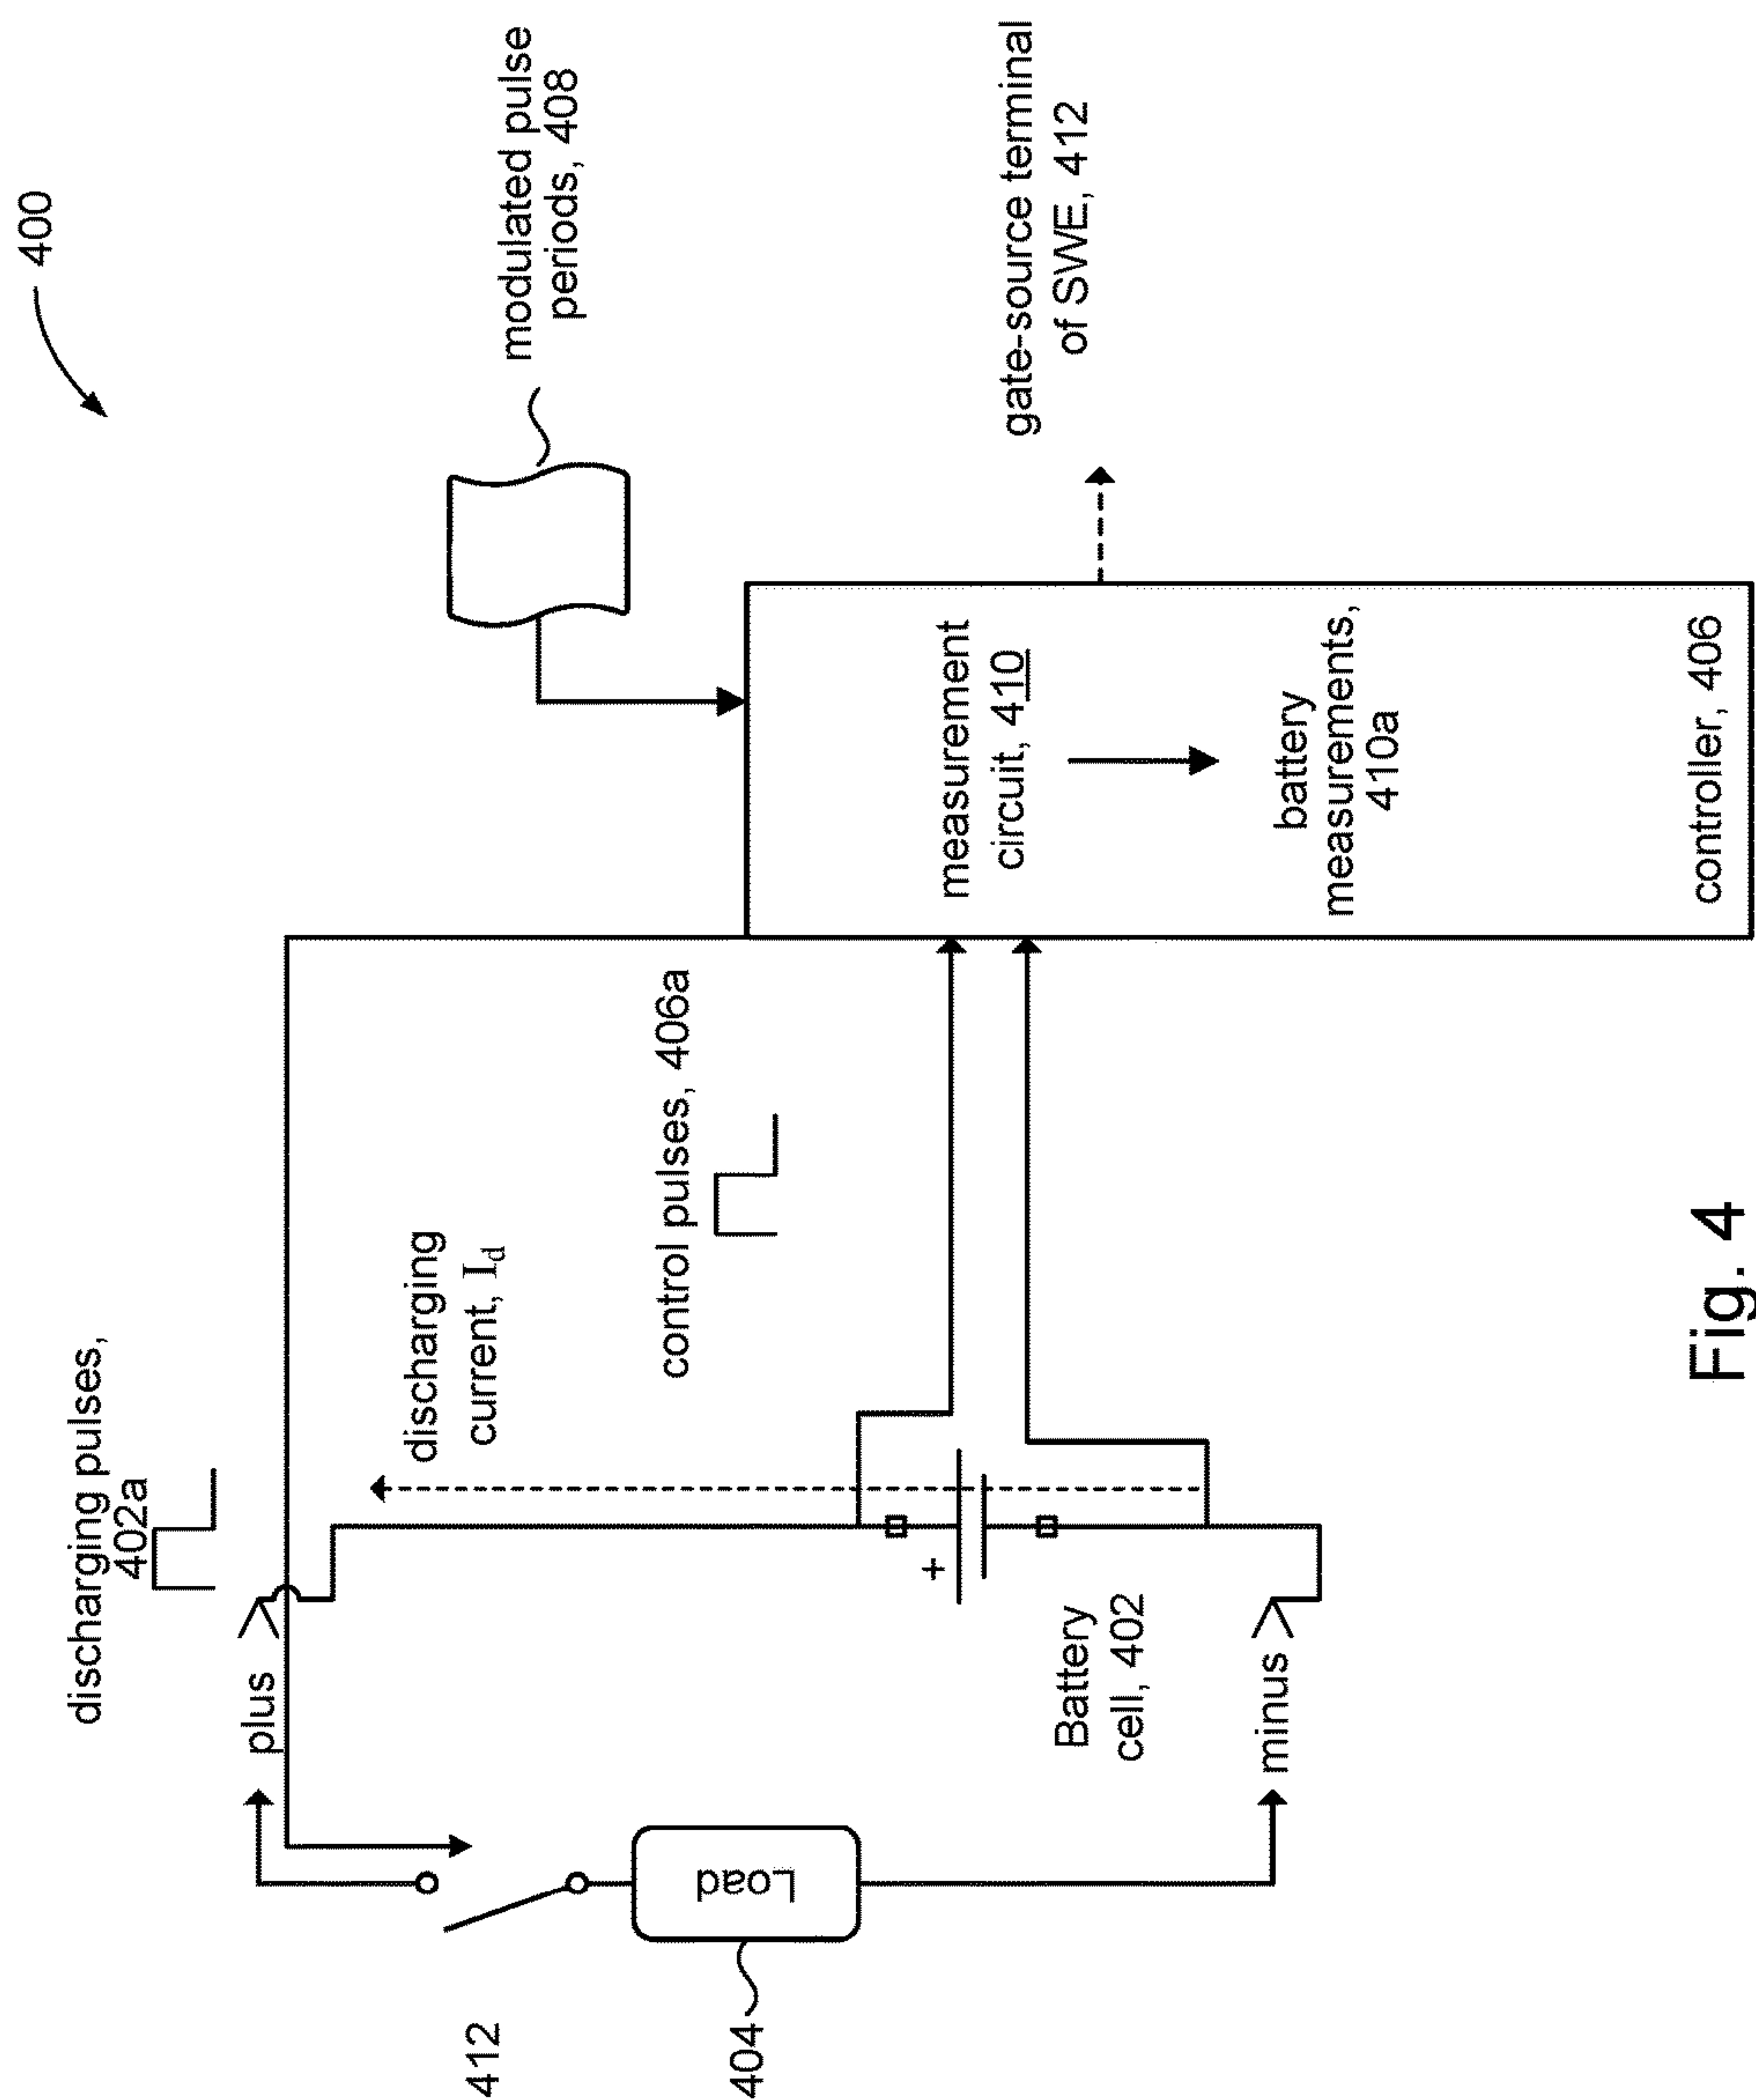 400
discharging pulses,
402a
plus
discharging
current, I_d
control pulses, 406a
modulated pulse
periods, 408
412
404
Load
Battery
cell, 402
+
minus
measurement
circuit, 410
battery
measurements,
410a
controller, 406
gate-source terminal
of SWE, 412
Fig. 4